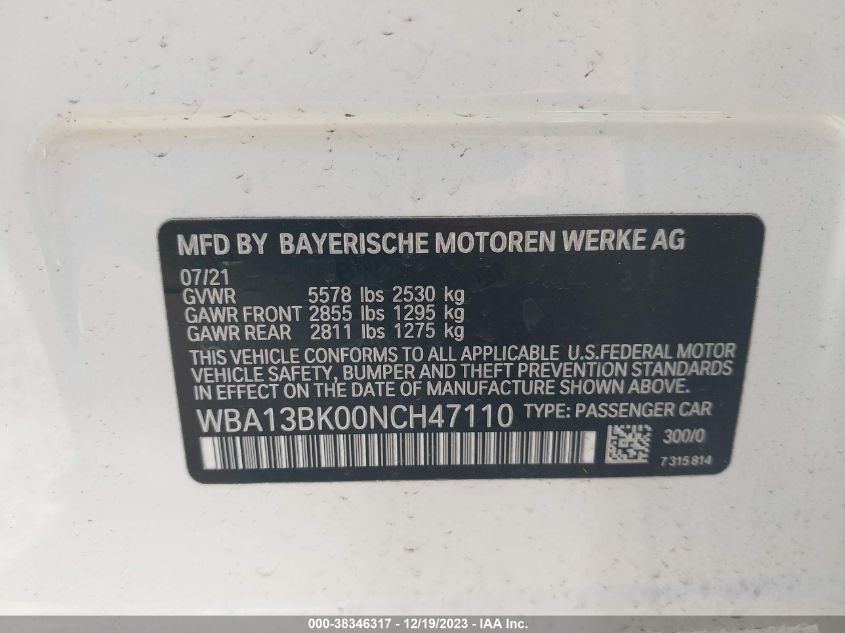 MFD BY BAYERISCHE MOTOREN WERKE AG
07/21
GVWR 5578 lbs 2530 kg
GAWR FRONT 2855 lbs 1295 kg
GAWR REAR 2811 lbs 1275 kg
THIS VEHICLE CONFORMS TO ALL APPLICABLE U.S.FEDERAL MOTOR
VEHICLE SAFETY, BUMPER AND THEFT PREVENTION STANDARDS
IN EFFECT ON THE DATE OF MANUFACTURE SHOWN ABOVE.
WBA13BK00NCH47110 TYPE: PASSENGER CAR
300/0
7315814
000-38346317 - 12/19/2023 - IAA Inc.